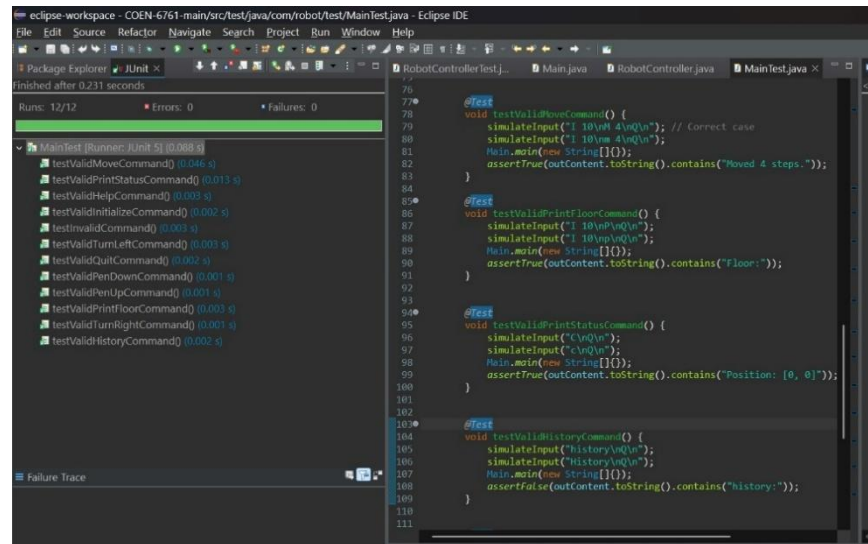 eclipse-workspace - COEN-6761-main/src/test/java/com/robot/test/MainTest.java - Eclipse IDE
File Edit Source Refactor Navigate Search Project Run Window Help
Package Explorer JUnit ×
Finished after 0.231 seconds
Runs: 12/12 Errors: 0 Failures: 0
MainTest [Runner: JUnit 5] (0.088 s)
testValidMoveCommand() (0.046 s)
testValidPrintStatusCommand() (0.013 s)
testValidHelpCommand() (0.003 s)
testValidInitializeCommand() (0.002 s)
testInvalidCommand() (0.003 s)
testValidTurnLeftCommand() (0.003 s)
testValidQuitCommand() (0.002 s)
testValidPenDownCommand() (0.001 s)
testValidPenUpCommand() (0.001 s)
testValidPrintFloorCommand() (0.003 s)
testValidTurnRightCommand() (0.001 s)
testValidHistoryCommand() (0.002 s)
Failure Trace
RobotControllerTest.j... Main.java RobotController.java MainTest.java ×
76
77 @Test
78 void testValidMoveCommand() {
79 simulateInput("I 10\nM 4\nQ\n"); // Correct case
80 simulateInput("I 10\nm 4\nQ\n");
81 Main.main(new String[]{});
82 assertTrue(outContent.toString().contains("Moved 4 steps."));
83 }
84
85 @Test
86 void testValidPrintFloorCommand() {
87 simulateInput("I 10\nP\nQ\n");
88 simulateInput("I 10\np\nQ\n");
89 Main.main(new String[]{});
90 assertTrue(outContent.toString().contains("Floor:"));
91 }
92
93
94 @Test
95 void testValidPrintStatusCommand() {
96 simulateInput("C\nQ\n");
97 simulateInput("c\nQ\n");
98 Main.main(new String[]{});
99 assertTrue(outContent.toString().contains("Position: [0, 0]"));
100 }
101
102
103 @Test
104 void testValidHistoryCommand() {
105 simulateInput("history\nQ\n");
106 simulateInput("History\nQ\n");
107 Main.main(new String[]{});
108 assertFalse(outContent.toString().contains("history:"));
109 }
110
111